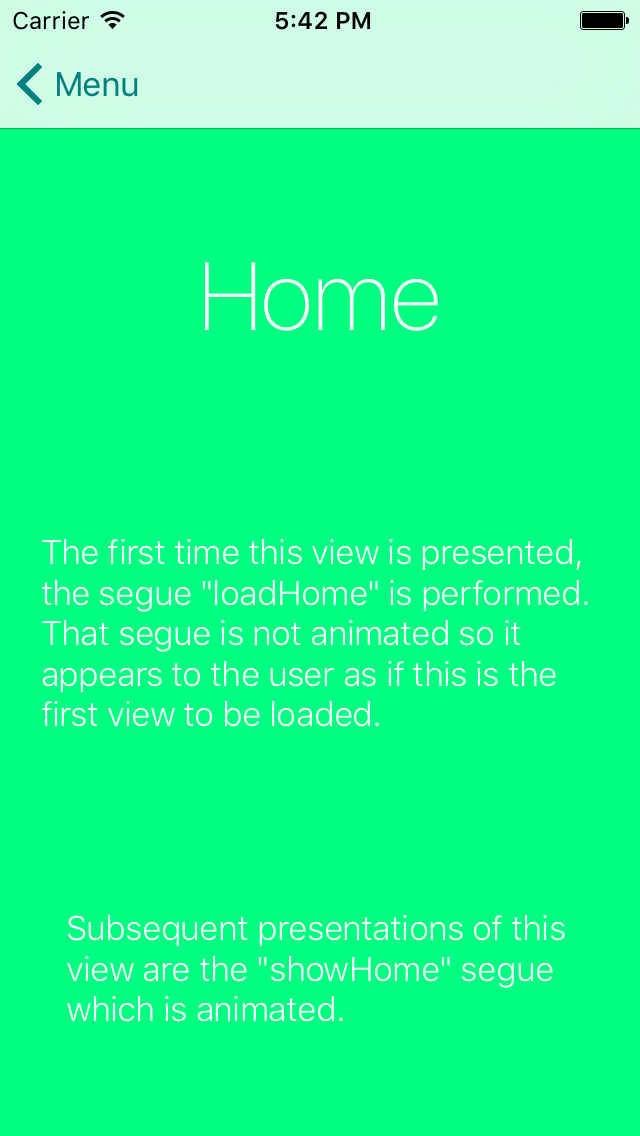 Carrier 5:42 PM
Menu
Home
The first time this view is presented,
the segue "loadHome" is performed.
That segue is not animated so it
appears to the user as if this is the
first view to be loaded.
Subsequent presentations of this
view are the "showHome" segue
which is animated.